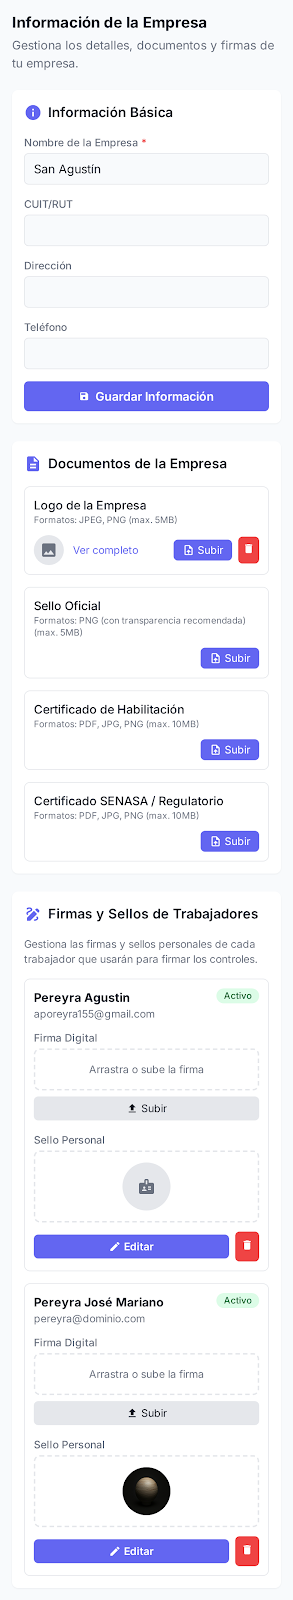 Información de la Empresa
Gestiona los detalles, documentos y firmas de
tu empresa.
Información Básica
Nombre de la Empresa *
San Agustín
CUIT/RUT
Dirección
Teléfono
Guardar Información
Documentos de la Empresa
Logo de la Empresa
Formatos: JPEG, PNG (max. 5MB)
Ver completo
Subir
Sello Oficial
Formatos: PNG (con transparencia recomendada)
(max. 5MB)
Subir
Certificado de Habilitación
Formatos: PDF, JPG, PNG (max. 10MB)
Subir
Certificado SENASA / Regulatorio
Formatos: PDF, JPG, PNG (max. 10MB)
Subir
Firmas y Sellos de Trabajadores
Gestiona las firmas y sellos personales de cada
trabajador que usarán para firmar los controles.
Pereyra Agustin
Activo
aporeyra155@gmail.com
Firma Digital
Arrastra o sube la firma
Subir
Sello Personal
Editar
Pereyra José Mariano
Activo
pereyra@dominio.com
Firma Digital
Arrastra o sube la firma
Subir
Sello Personal
Editar